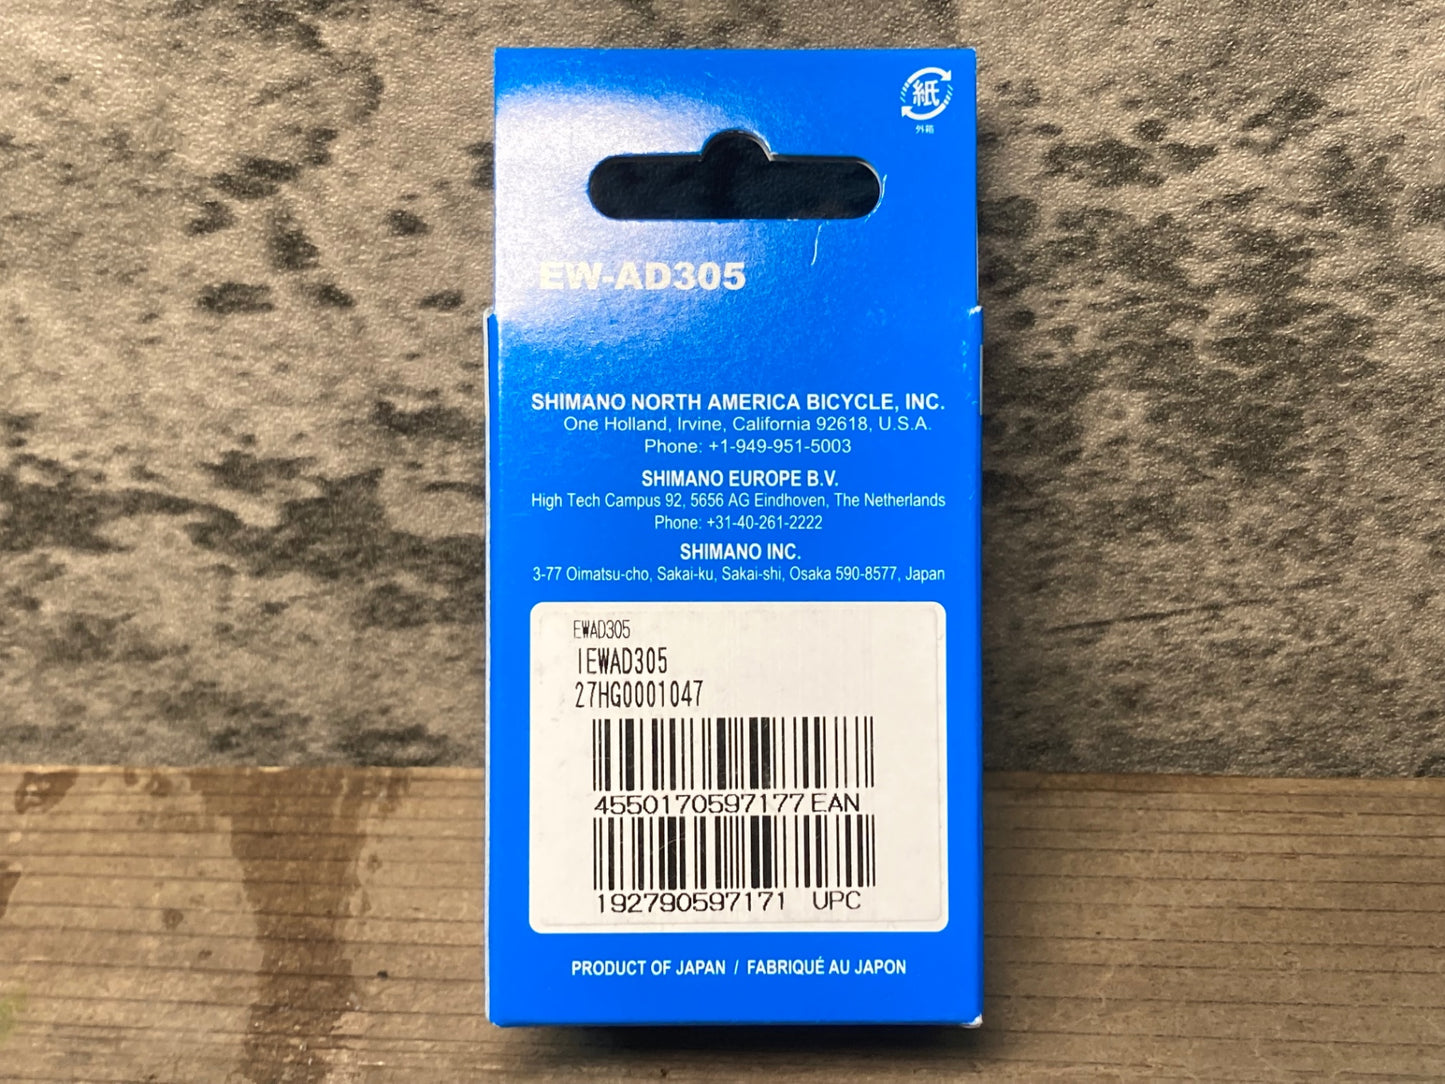 紙
外箱
EW-AD305
SHIMANO NORTH AMERICA BICYCLE, INC.
One Holland, Irvine, California 92618, U.S.A.
Phone: +1-949-951-5003
SHIMANO EUROPE B.V.
High Tech Campus 92, 5656 AG Eindhoven, The Netherlands
Phone: +31-40-261-2222
SHIMANO INC.
3-77 Oimatsu-cho, Sakai-ku, Sakai-shi, Osaka 590-8577, Japan
EWAD305
IEWAD305
27HG0001047
4550170597177 EAN
192790597171 UPC
PRODUCT OF JAPAN / FABRIQUÉ AU JAPON